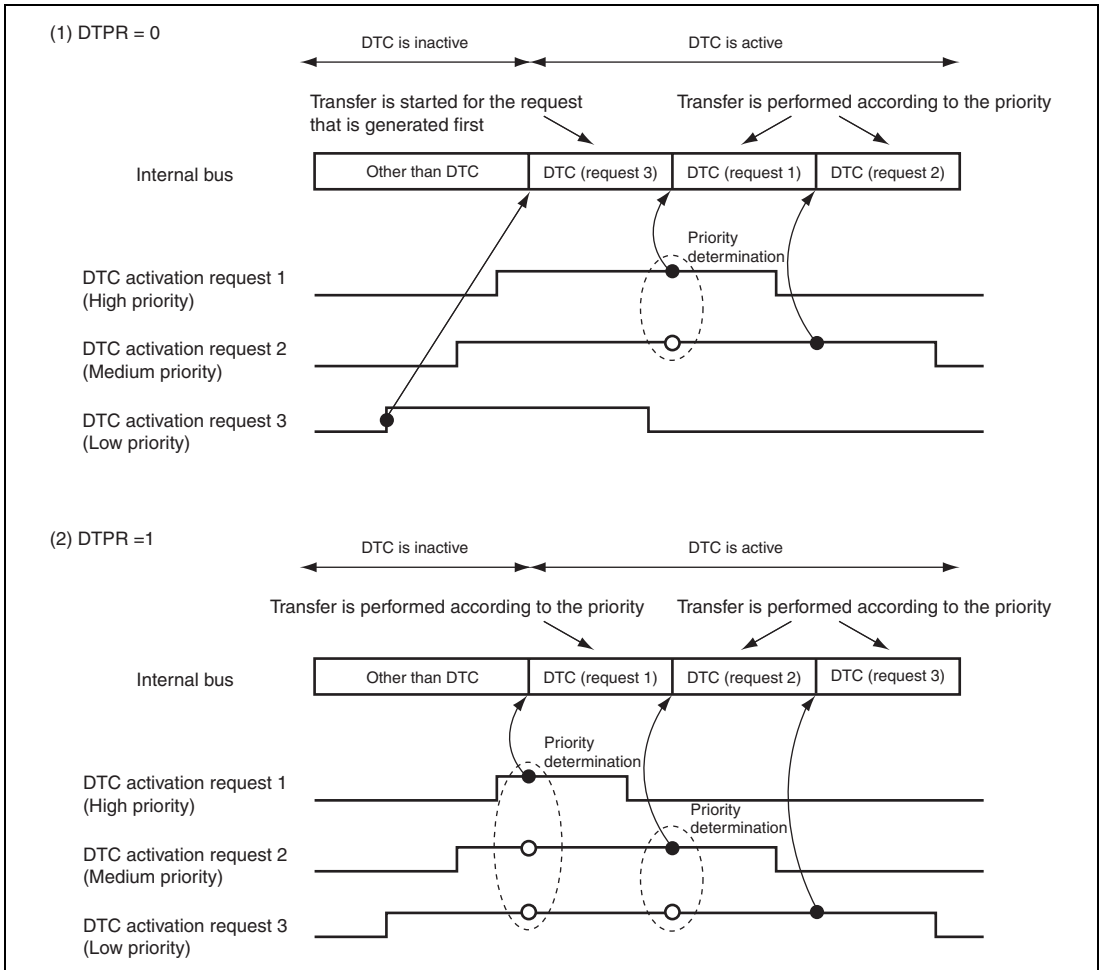 (1) DTPR = 0
DTC is inactive
DTC is active
Transfer is started for the request
that is generated first
Transfer is performed according to the priority
Internal bus
Other than DTC
DTC (request 3)
DTC (request 1)
DTC (request 2)
Priority
determination
DTC activation request 1
(High priority)
DTC activation request 2
(Medium priority)
DTC activation request 3
(Low priority)
(2) DTPR =1
DTC is inactive
DTC is active
Transfer is performed according to the priority
Transfer is performed according to the priority
Internal bus
Other than DTC
DTC (request 1)
DTC (request 2)
DTC (request 3)
Priority
determination
DTC activation request 1
(High priority)
Priority
determination
DTC activation request 2
(Medium priority)
DTC activation request 3
(Low priority)